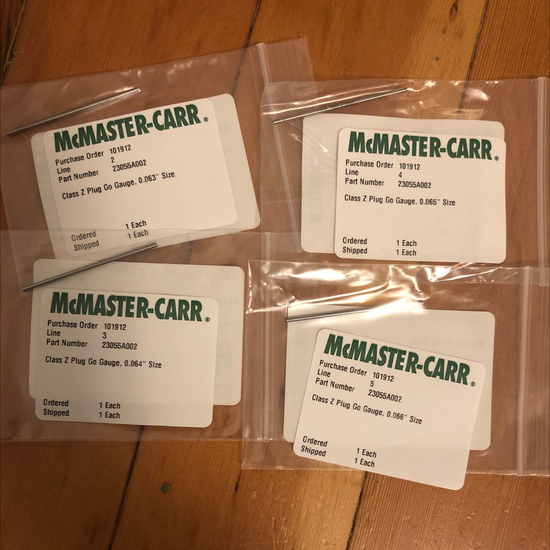 McMASTER-CARR®
Purchase Order 101912
Line 2
Part Number 23055A002
Class Z Plug Go Gauge, 0.063" Size
Ordered 1 Each
Shipped 1 Each
McMASTER-CARR®
Purchase Order 101912
Line 4
Part Number 23055A002
Class Z Plug Go Gauge, 0.065" Size
Ordered 1 Each
Shipped 1 Each
McMASTER-CARR®
Purchase Order 101912
Line 3
Part Number 23055A002
Class Z Plug Go Gauge, 0.064" Size
Ordered 1 Each
Shipped 1 Each
McMASTER-CARR®
Purchase Order 101912
Line 5
Part Number 23055A002
Class Z Plug Go Gauge, 0.066" Size
Ordered 1 Each
Shipped 1 Each